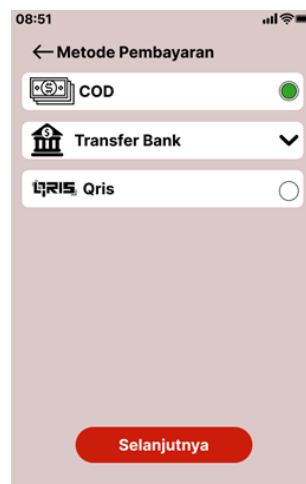 08:51
Metode Pembayaran
COD
Transfer Bank
QRIS Qris
Selanjutnya